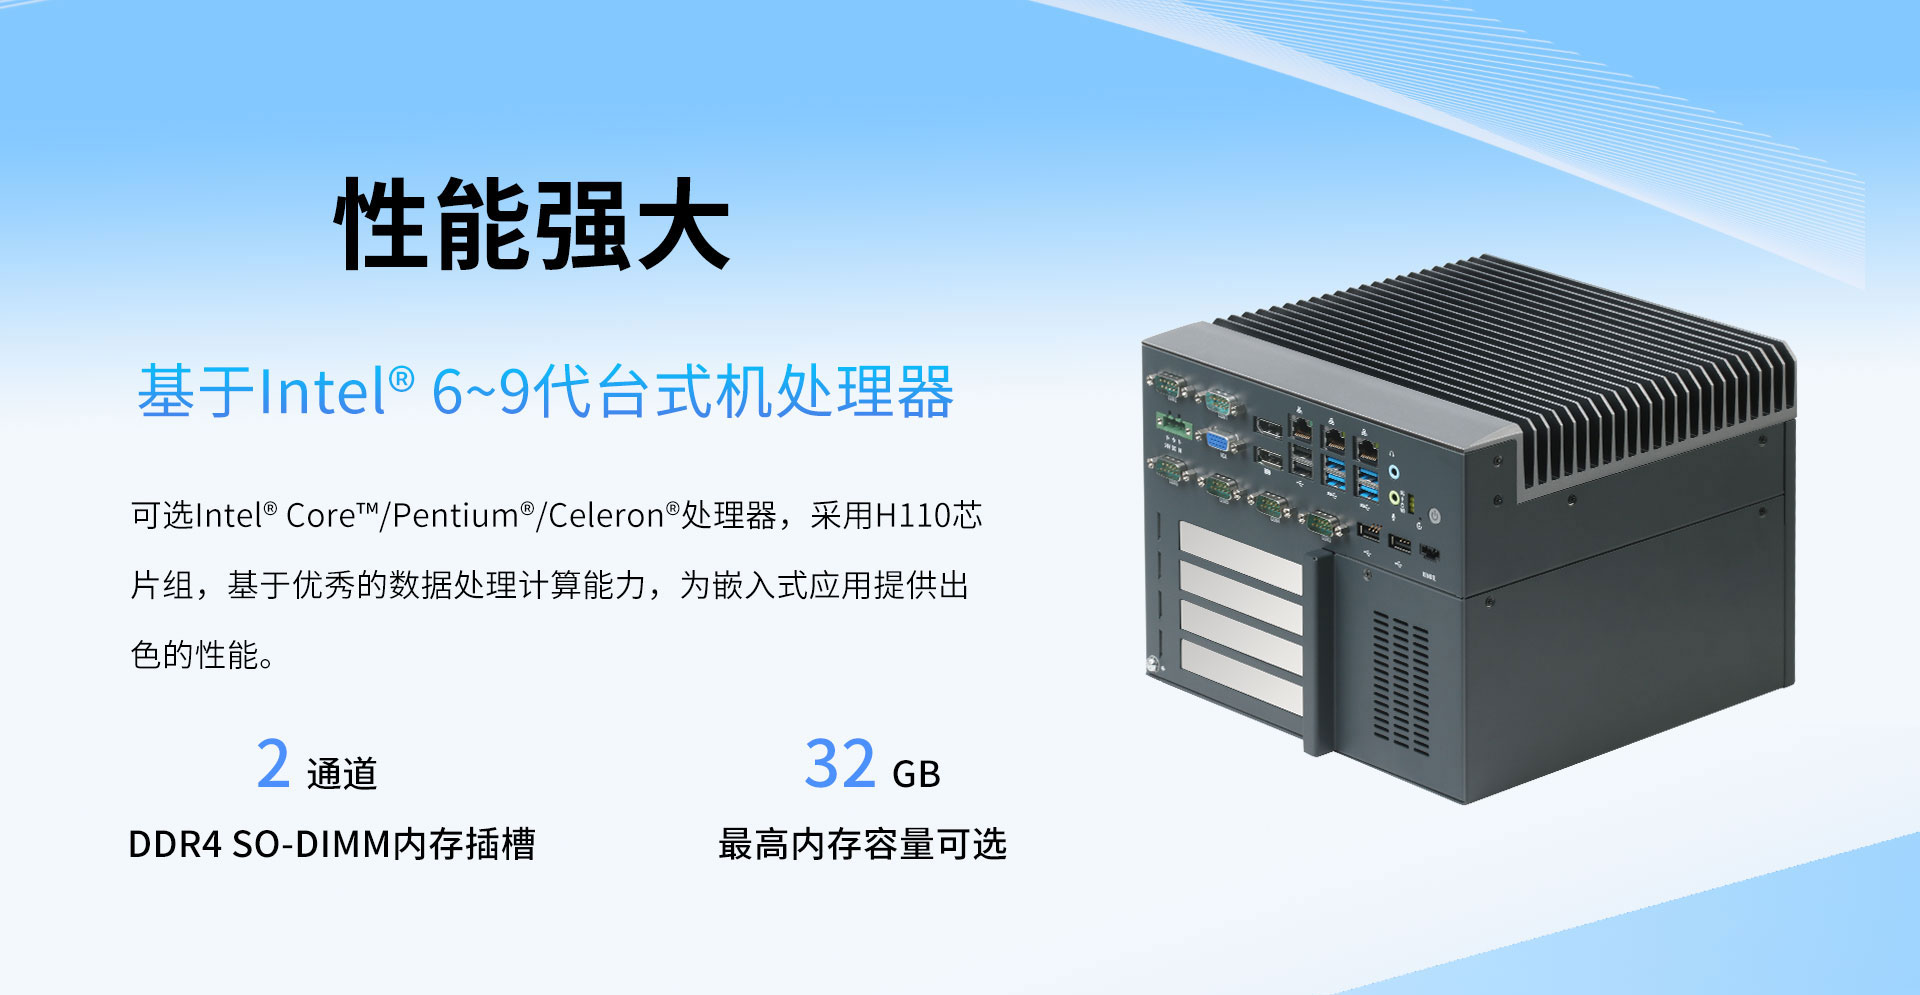 性能强大
基于Intel® 6~9代台式机处理器
可选Intel® Core™/Pentium®/Celeron®处理器，采用H110芯
片组，基于优秀的数据处理计算能力，为嵌入式应用提供出
色的性能。
2 通道
DDR4 SO-DIMM内存插槽
32 GB
最高内存容量可选